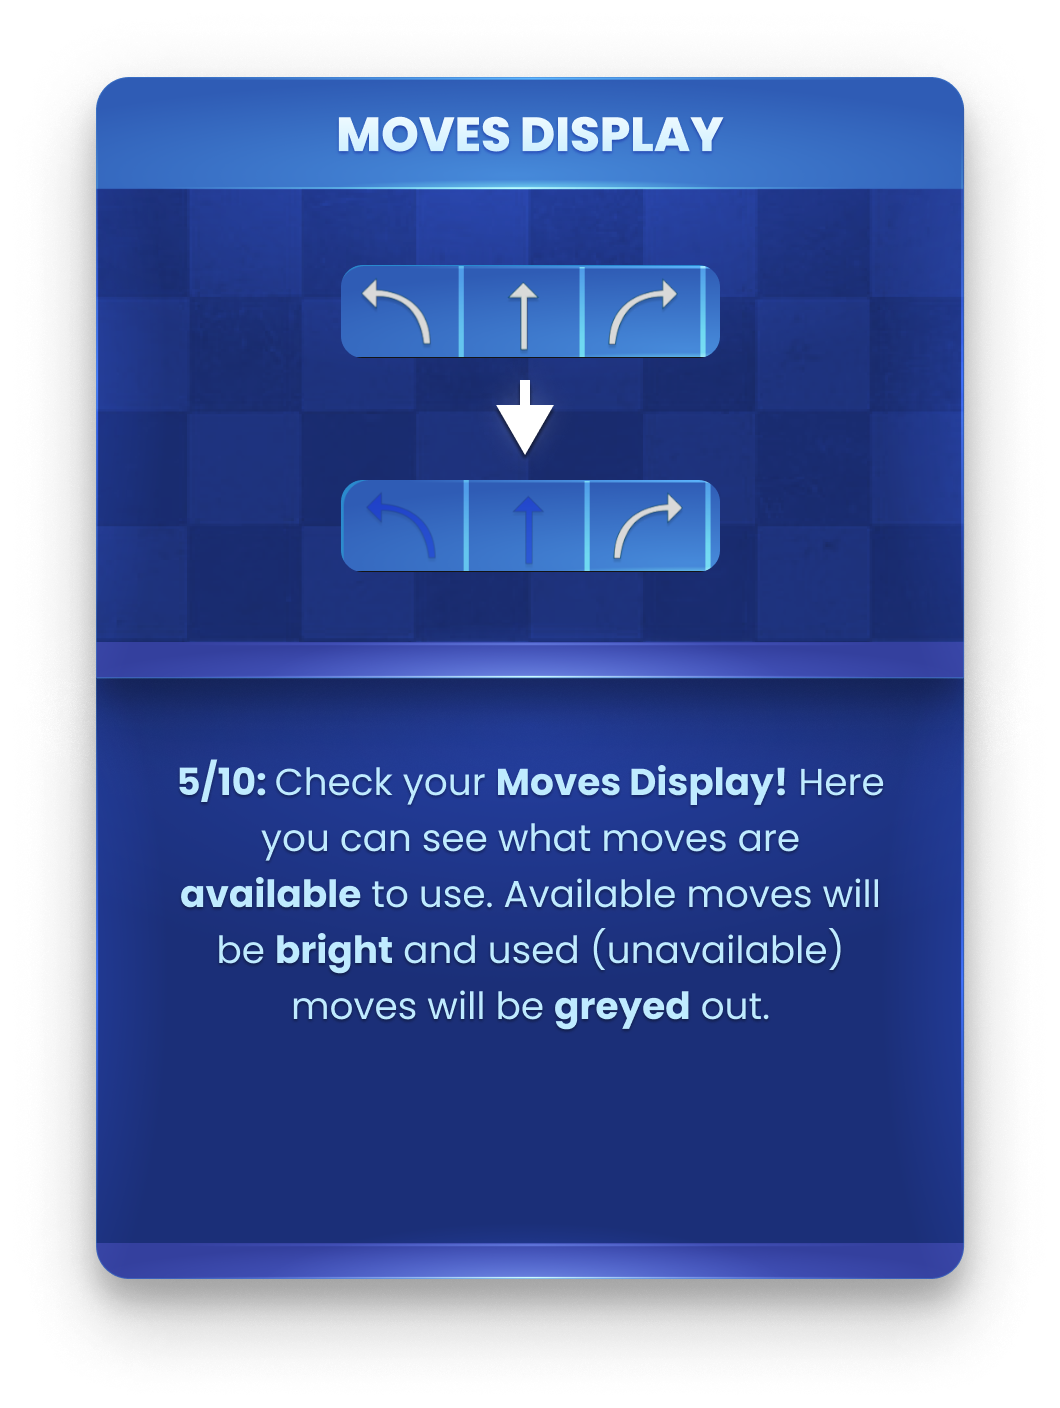 MOVES DISPLAY
5/10: Check your Moves Display! Here
you can see what moves are
available to use. Available moves will
be bright and used (unavailable)
moves will be greyed out.